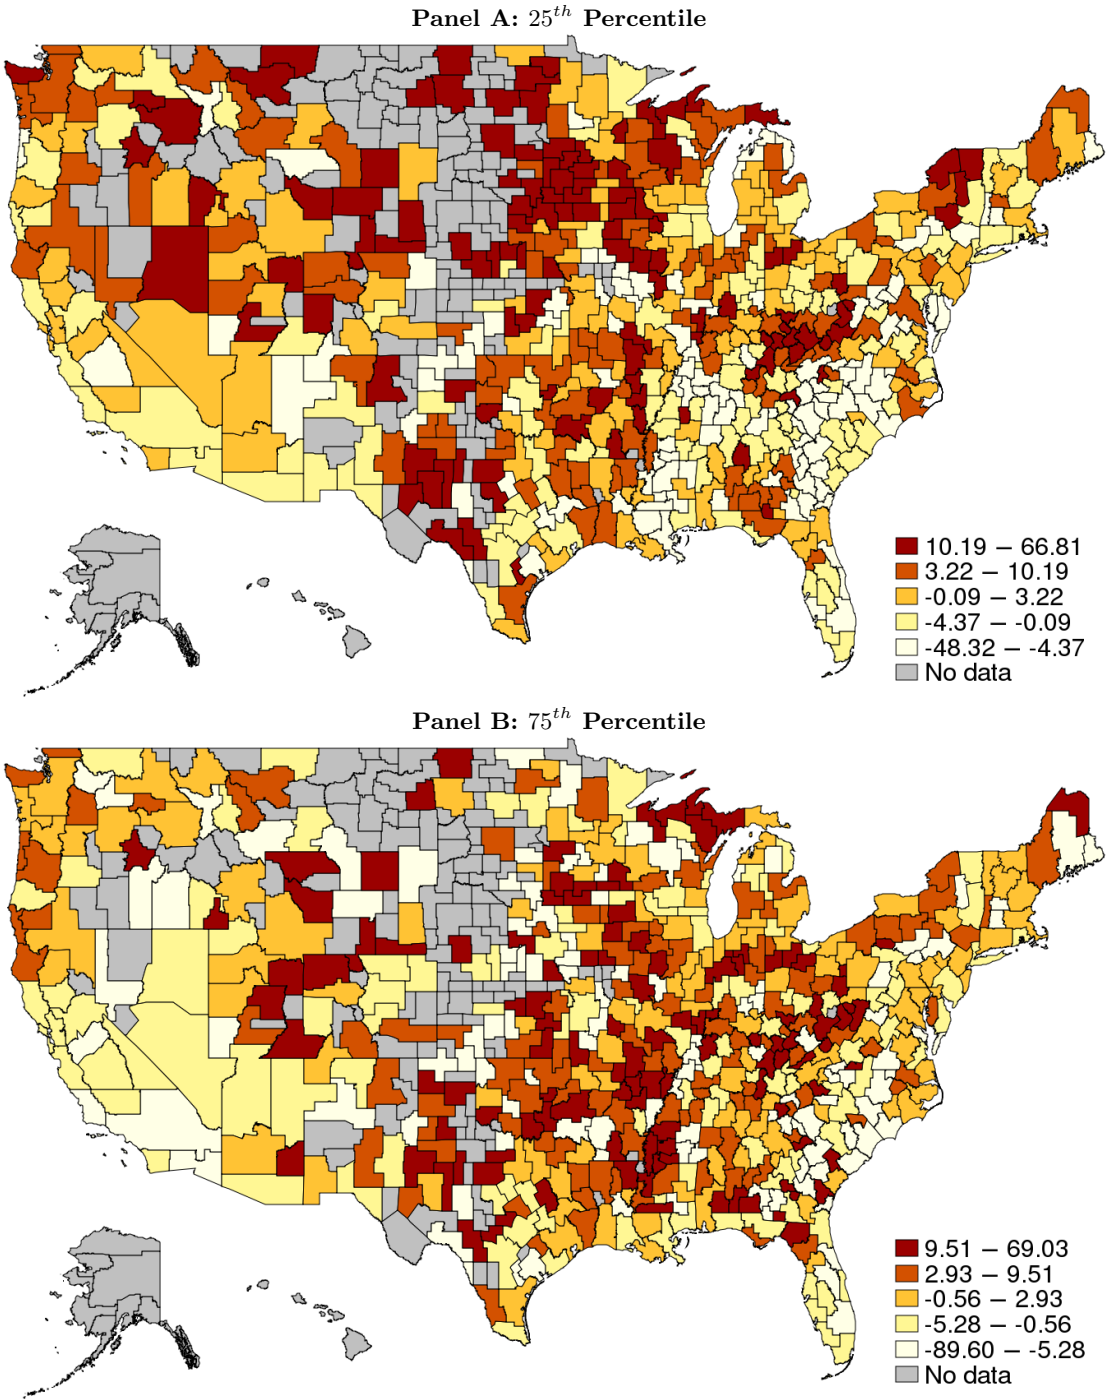 Panel A: 25th Percentile
10.19 – 66.81
3.22 – 10.19
-0.09 – 3.22
-4.37 – -0.09
-48.32 – -4.37
No data
Panel B: 75th Percentile
9.51 – 69.03
2.93 – 9.51
-0.56 – 2.93
-5.28 – -0.56
-89.60 – -5.28
No data